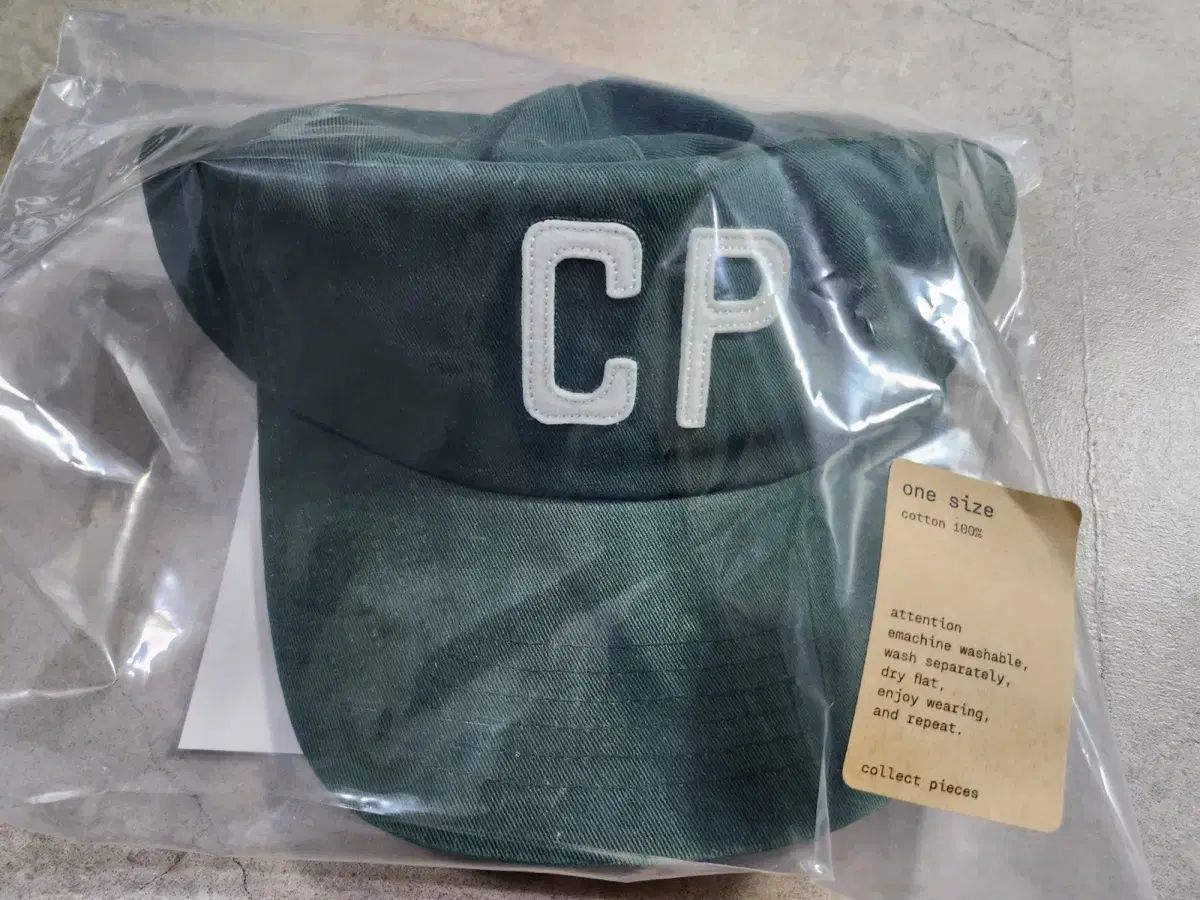 CP
one size
cotton 100%
attention
emachine washable,
wash separately,
dry flat,
enjoy wearing,
and repeat.
collect pieces